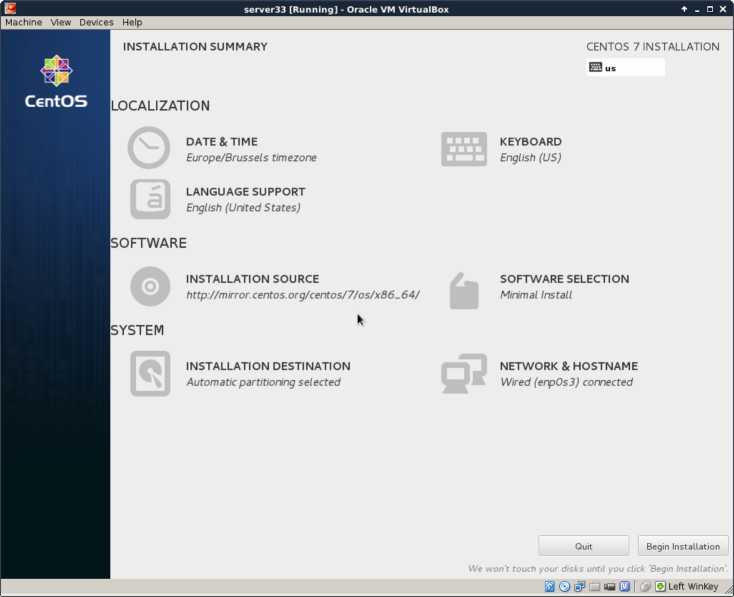 server33 [Running] - Oracle VM VirtualBox
Machine View Devices Help
INSTALLATION SUMMARY
CENTOS 7 INSTALLATION
us
CentOS
LOCALIZATION
DATE & TIME
Europe/Brussels timezone
KEYBOARD
English (US)
LANGUAGE SUPPORT
English (United States)
SOFTWARE
INSTALLATION SOURCE
http://mirror.centos.org/centos/7/os/x86_64/
SOFTWARE SELECTION
Minimal Install
SYSTEM
INSTALLATION DESTINATION
Automatic partitioning selected
NETWORK & HOSTNAME
Wired (enp0s3) connected
Quit
Begin Installation
We won't touch your disks until you click 'Begin Installation'.
Left WinKey